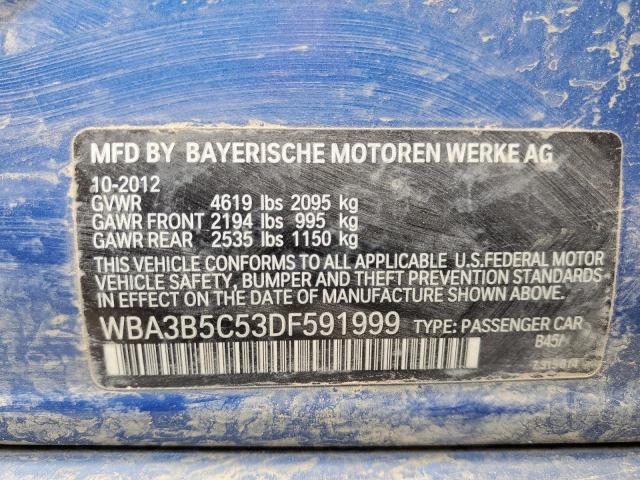 MFD BY BAYERISCHE MOTOREN WERKE AG
10-2012
GVWR 4619 lbs 2095 kg
GAWR FRONT 2194 lbs 995 kg
GAWR REAR 2535 lbs 1150 kg
THIS VEHICLE CONFORMS TO ALL APPLICABLE U.S.FEDERAL MOTOR
VEHICLE SAFETY, BUMPER AND THEFT PREVENTION STANDARDS
IN EFFECT ON THE DATE OF MANUFACTURE SHOWN ABOVE.
WBA3B5C53DF591999 TYPE: PASSENGER CAR
B45/